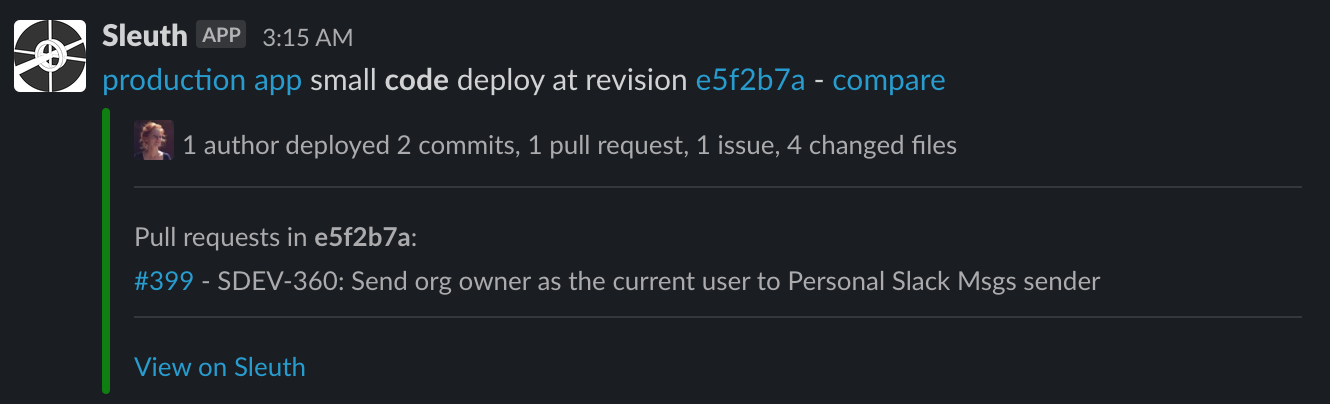 Sleuth APP 3:15 AM
production app small code deploy at revision e5f2b7a - compare
1 author deployed 2 commits, 1 pull request, 1 issue, 4 changed files
Pull requests in e5f2b7a:
#399 - SDEV-360: Send org owner as the current user to Personal Slack Msgs sender
View on Sleuth